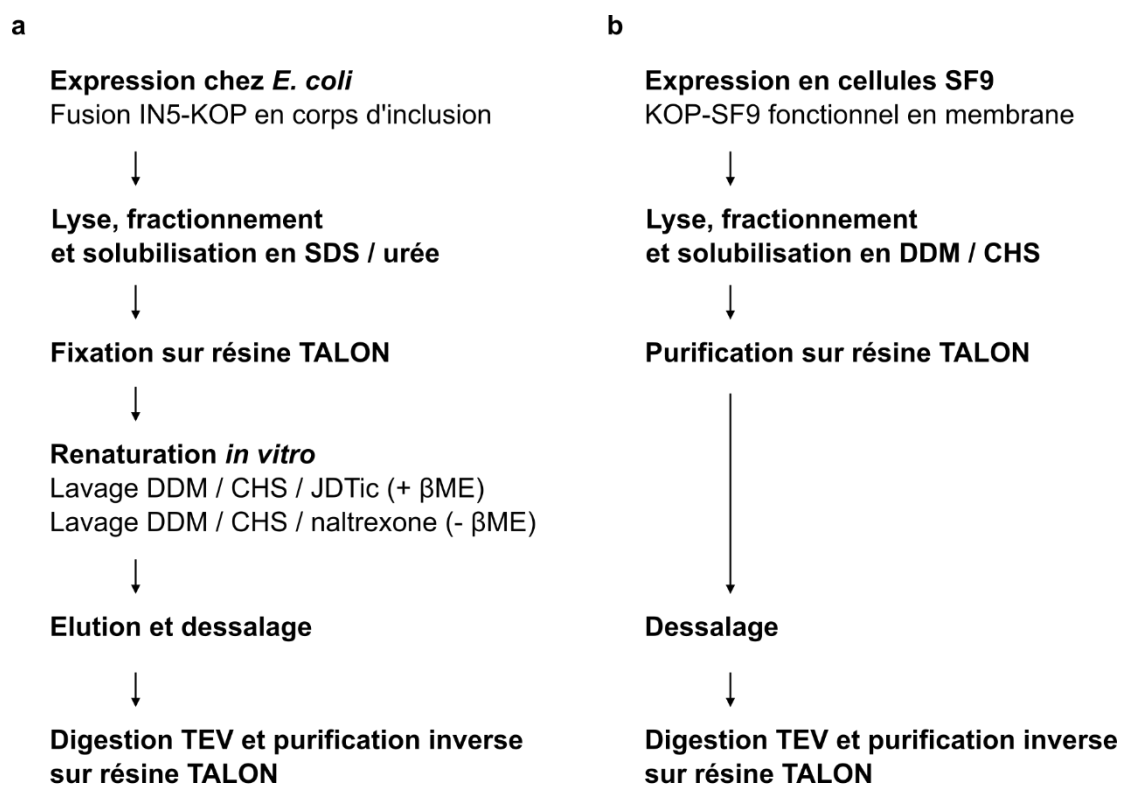 a
Expression chez E. coli
Fusion IN5-KOP en corps d'inclusion
Lyse, fractionnement
et solubilisation en SDS / urée
Fixation sur résine TALON
Renaturation in vitro
Lavage DDM / CHS / JDTic (+ βME)
Lavage DDM / CHS / naltrexone (- βME)
Elution et dessalage
Digestion TEV et purification inverse
sur résine TALON
b
Expression en cellules SF9
KOP-SF9 fonctionnel en membrane
Lyse, fractionnement
et solubilisation en DDM / CHS
Purification sur résine TALON
Dessalage
Digestion TEV et purification inverse
sur résine TALON